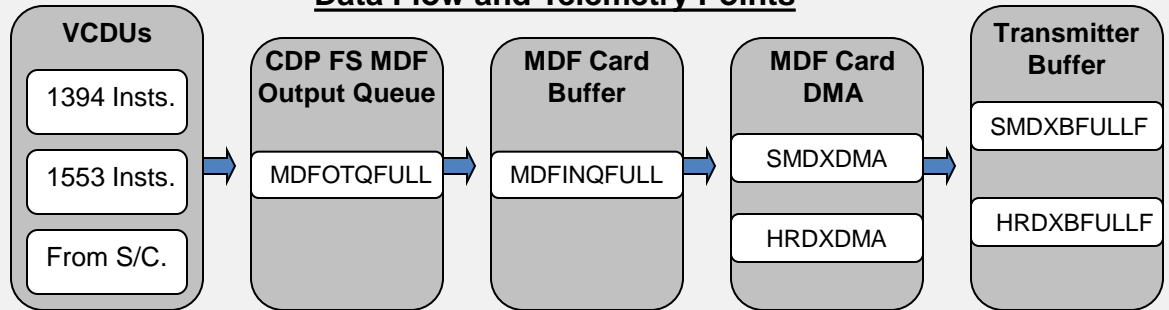 Data Flow and Telemetry Points
VCDUs
1394 Insts.
1553 Insts.
From S/C.
CDP FS MDF
Output Queue
MDFOTQFULL
MDF Card
Buffer
MDFINQFULL
MDF Card
DMA
SMDXDMA
HRDXDMA
Transmitter
Buffer
SMDXBFULLF
HRDXBFULLF